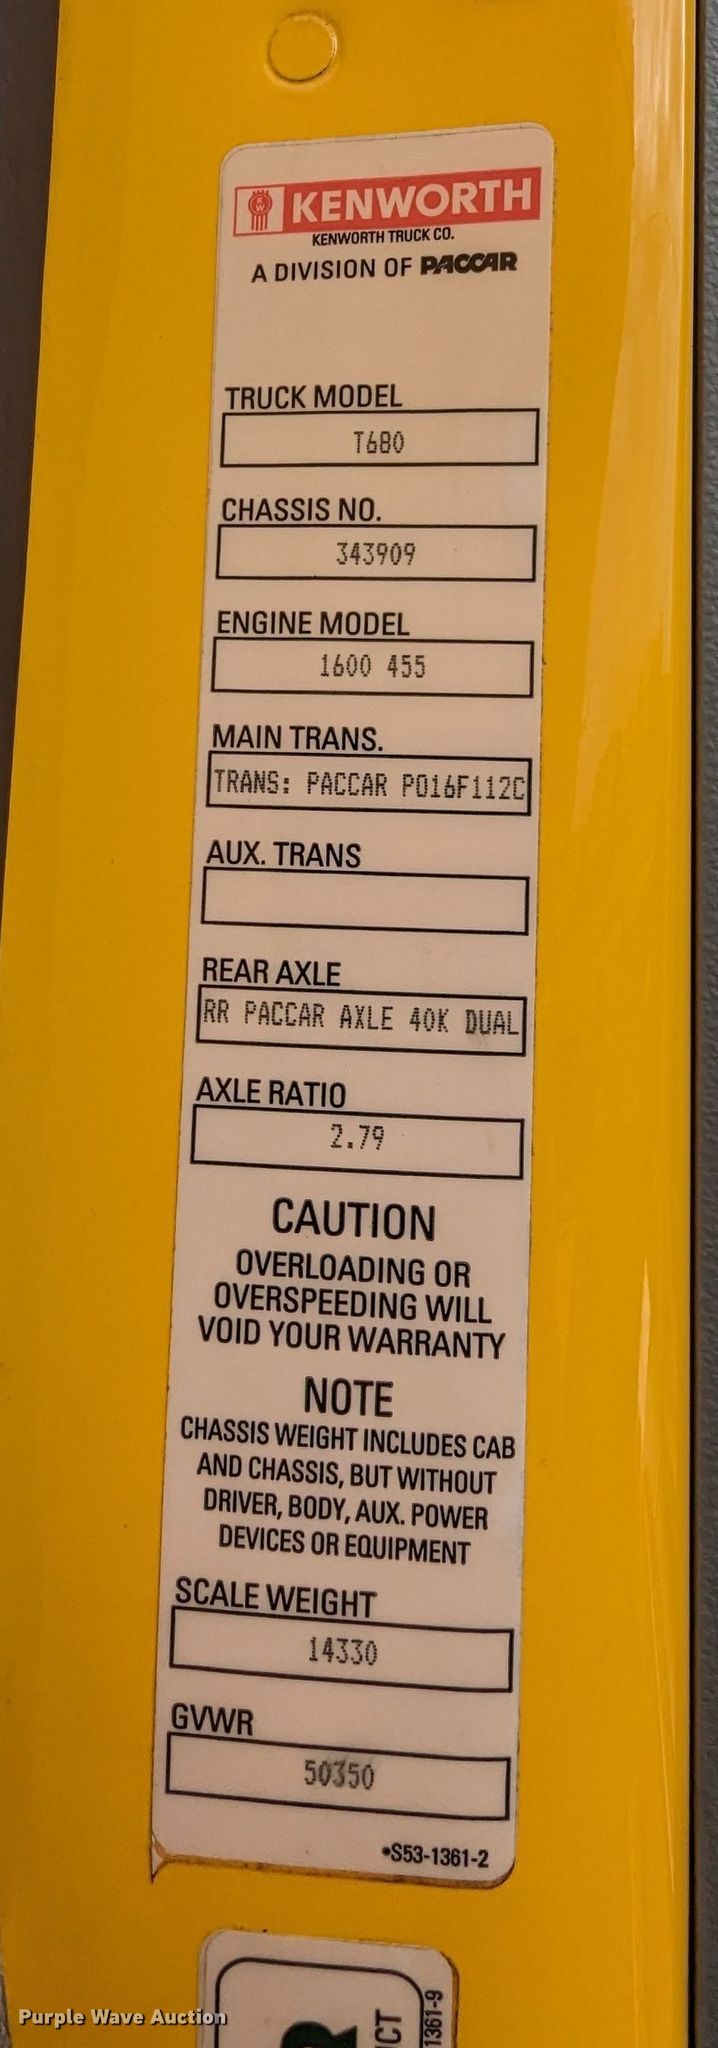 KENWORTH
KENWORTH TRUCK CO.
A DIVISION OF PACCAR
TRUCK MODEL
T680
CHASSIS NO.
343909
ENGINE MODEL
1600 455
MAIN TRANS.
TRANS: PACCAR PO16F112C
AUX. TRANS
REAR AXLE
RR PACCAR AXLE 40K DUAL
AXLE RATIO
2.79
CAUTION
OVERLOADING OR
OVERSPEEDING WILL
VOID YOUR WARRANTY
NOTE
CHASSIS WEIGHT INCLUDES CAB
AND CHASSIS, BUT WITHOUT
DRIVER, BODY, AUX. POWER
DEVICES OR EQUIPMENT
SCALE WEIGHT
14330
GVWR
50350
•S53-1361-2
1361-9
Purple Wave Auction